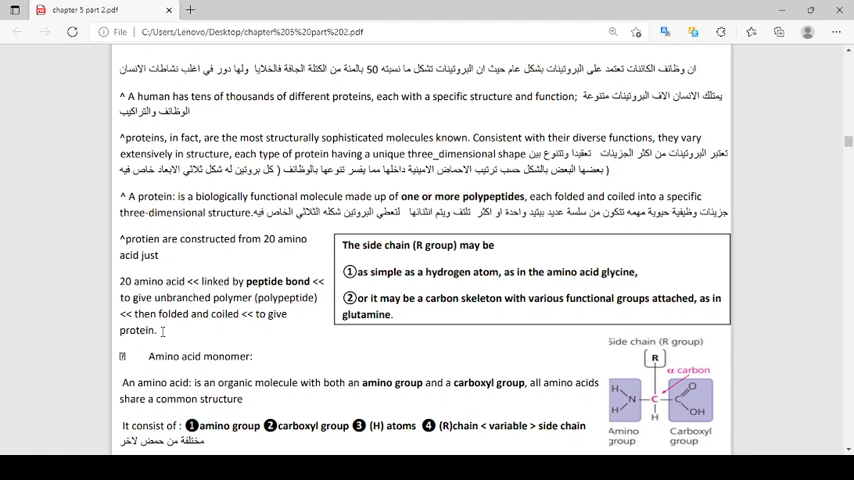 chapter 5 part 2.pdf
File | C:/Users/Lenovo/Desktop/chapter%205%20part%202.pdf
ان وظائف الكائنات تعتمد على البروتينات بشكل عام حيث ان البروتينات تشكل ما نسبته 50 بالمئة من الكتلة الجافة فالخلايا ولها دور في اغلب نشاطات الانسان
^ A human has tens of thousands of different proteins, each with a specific structure and function; يمتلك الانسان الاف البروتينات متنوعة
الوظائف والتراكيب
^proteins, in fact, are the most structurally sophisticated molecules known. Consistent with their diverse functions, they vary
extensively in structure, each type of protein having a unique three_dimensional shape تعتبر البروتينات من اكثر الجزيئات تعقيدا وتتنوع بين
بعضها البعض بالشكل حسب ترتيب الاحماض الامينية داخلها مما يفسر تنوعها بالوظائف ( كل بروتين له شكل ثلاثي الابعاد خاص فيه )
^ A protein: is a biologically functional molecule made up of one or more polypeptides, each folded and coiled into a specific
three-dimensional structure. جزيئات وظيفية حيوية مهمه تتكون من سلسة عديد ببتيد واحدة او اكثر تلتف ويتم انثنائها لتعطي البروتين شكله الثلاثي الخاص فيه
^protien are constructed from 20 amino
acid just
20 amino acid << linked by peptide bond <<
to give unbranched polymer (polypeptide)
<< then folded and coiled << to give
protein.
The side chain (R group) may be
①as simple as a hydrogen atom, as in the amino acid glycine,
②or it may be a carbon skeleton with various functional groups attached, as in
glutamine.
Amino acid monomer:
An amino acid: is an organic molecule with both an amino group and a carboxyl group, all amino acids
share a common structure
It consist of : ❶amino group ❷carboxyl group ❸ (H) atoms ❹ (R)chain < variable > side chain
مختلفة من حمض لاخر
Side chain (R group)
R
α carbon
H
H
N
C
H
C
O
OH
Amino
group
Carboxyl
group